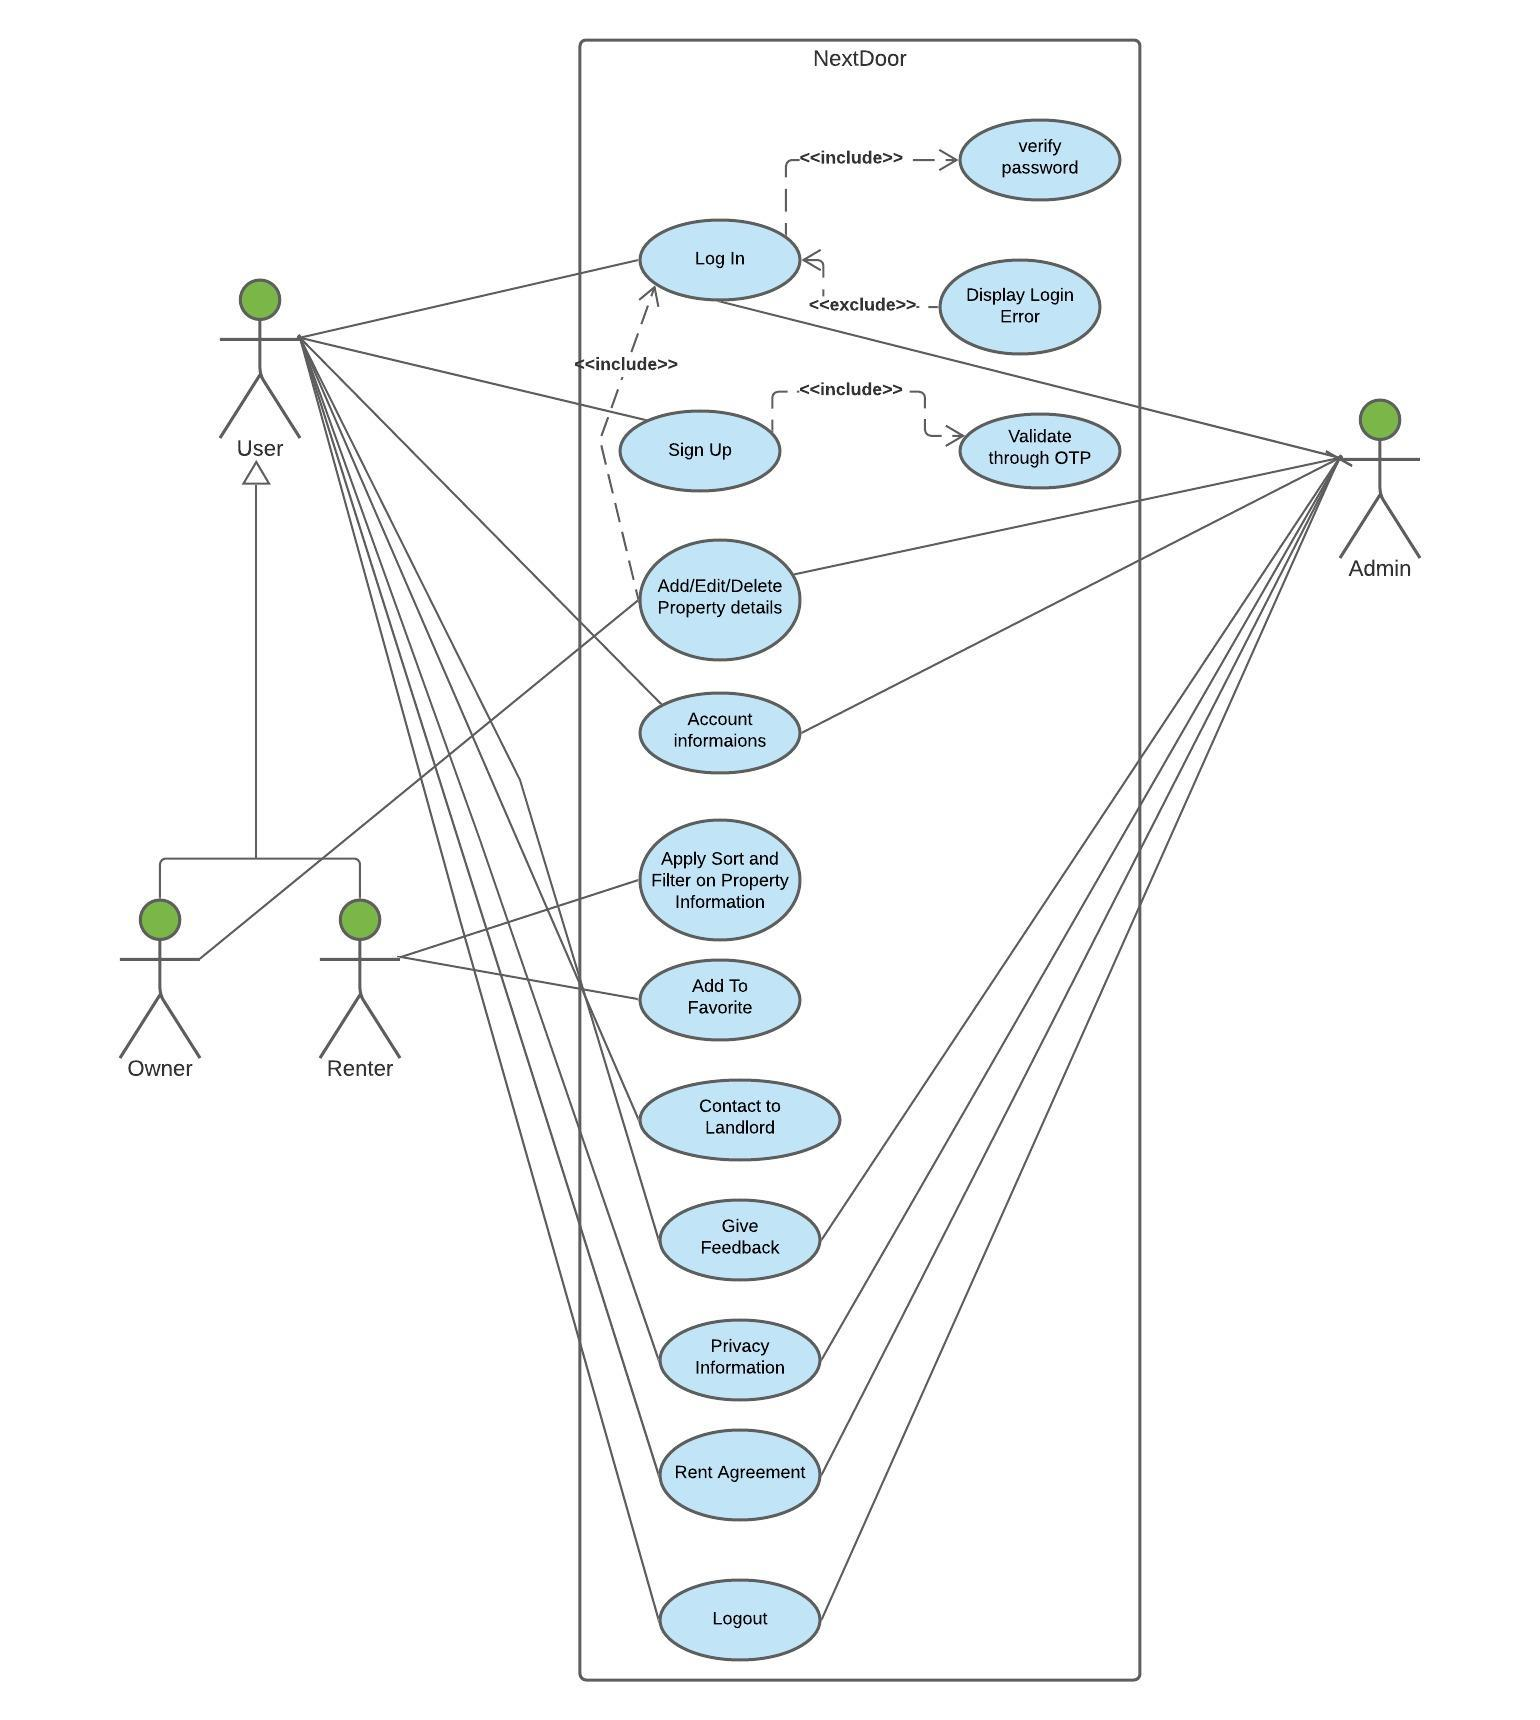 NextDoor
<<include>>
verify
password
Log In
Display Login
Error
<<exclude>>
<<include>>
<<include>>
Sign Up
Validate
through OTP
User
Admin
Add/Edit/Delete
Property details
Account
informaions
Apply Sort and
Filter on Property
Information
Add To
Favorite
Owner
Renter
Contact to
Landlord
Give
Feedback
Privacy
Information
Rent Agreement
Logout